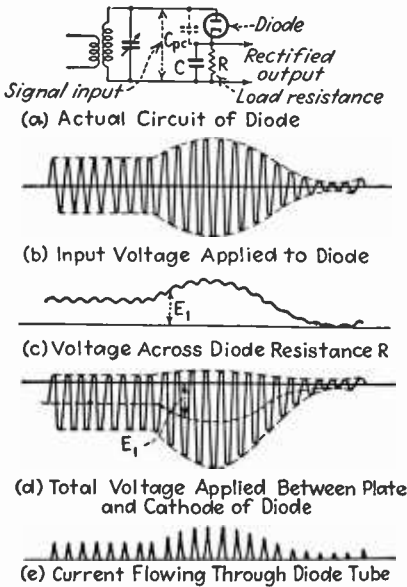 Diode
Cpc
C
R
Rectified
output
Signal input
Load resistance
(a) Actual Circuit of Diode
(b) Input Voltage Applied to Diode
E1
(c) Voltage Across Diode Resistance R
E1
(d) Total Voltage Applied Between Plate
and Cathode of Diode
(e) Current Flowing Through Diode Tube